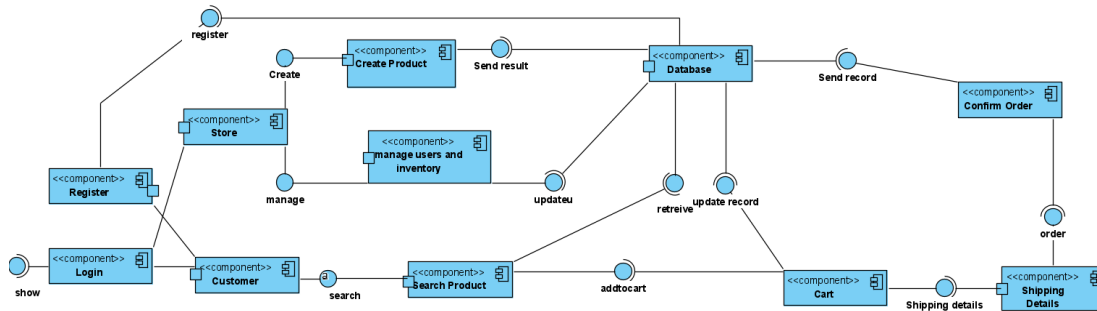 register
<<component>>
Create Product
Send result
<<component>>
Database
Send record
Create
<<component>>
Confirm Order
<<component>>
Store
<<component>>
manage users and
inventory
<<component>>
Register
manage
updateu
retreive
update record
order
<<component>>
Login
show
<<component>>
Customer
search
<<component>>
Search Product
addtocart
<<component>>
Cart
Shipping details
<<component>>
Shipping
Details